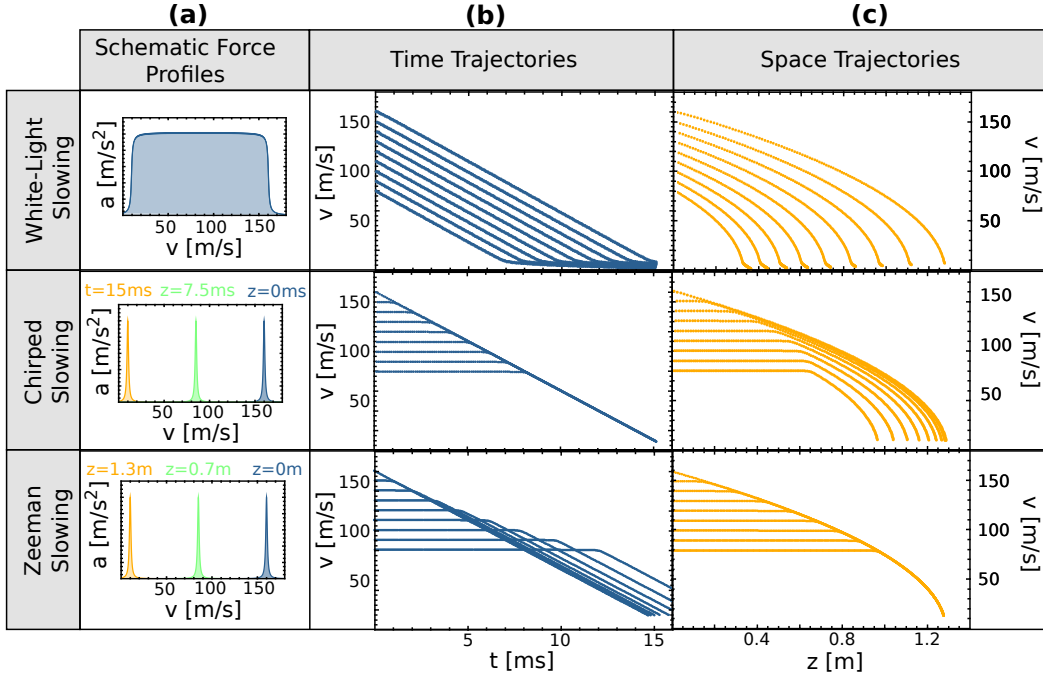 (a) (b) (c)
Schematic Force
Profiles
Time Trajectories
Space Trajectories
White-Light
Slowing
a [m/s²]
50 100 150
v [m/s]
150
100
50
v [m/s]
150
100
50
v [m/s]
Chirped
Slowing
t=15ms z=7.5ms z=0ms
a [m/s²]
50 100 150
v [m/s]
150
100
50
v [m/s]
150
100
50
v [m/s]
Zeeman
Slowing
z=1.3m z=0.7m z=0m
a [m/s²]
50 100 150
v [m/s]
150
100
50
v [m/s]
150
100
50
v [m/s]
5 10 15
t [ms]
0.4 0.8 1.2
z [m]